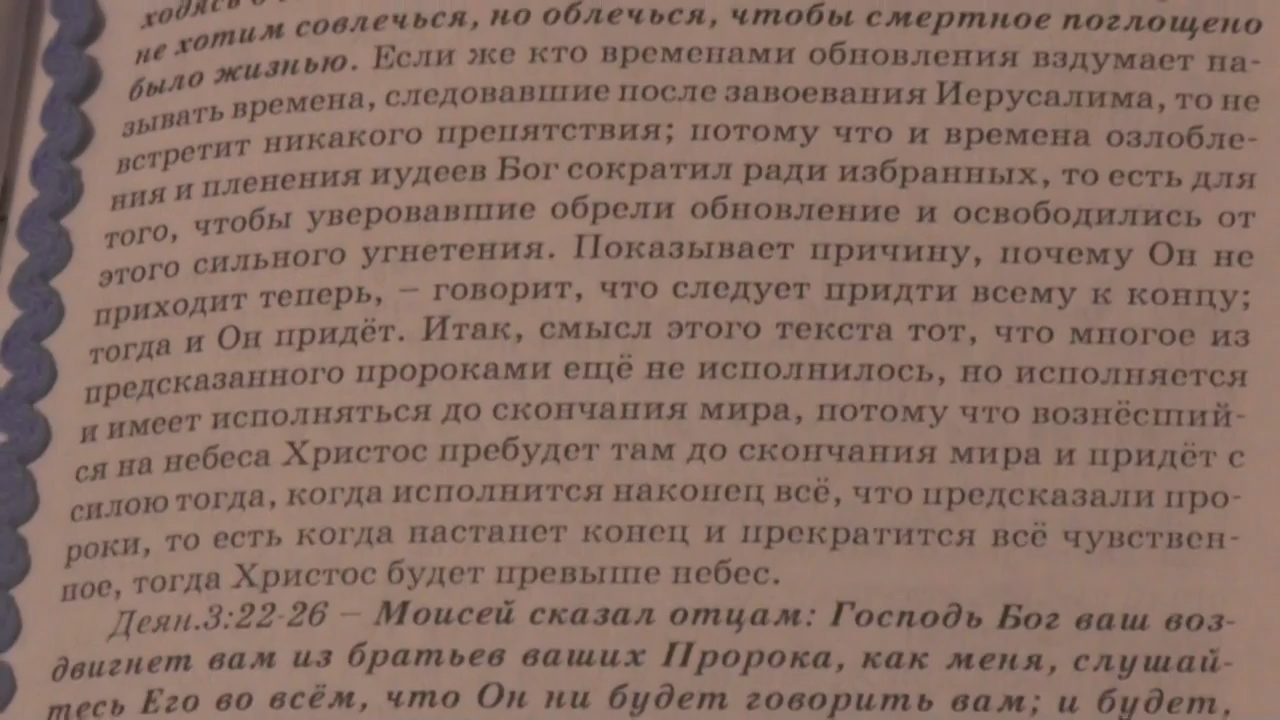 ходясь
не хотим совлечься, но облечься, чтобы смертное поглощено
было жизнью. Если же кто временами обновления вздумает на-
зывать времена, следовавшие после завоевания Иерусалима, то не
встретит никакого препятствия; потому что и времена озлобле-
ния и пленения иудеев Бог сократил ради избранных, то есть для
того, чтобы уверовавшие обрели обновление и освободились от
этого сильного угнетения. Показывает причину, почему Он не
приходит теперь, – говорит, что следует придти всему к концу;
тогда и Он придёт. Итак, смысл этого текста тот, что многое из
предсказанного пророками ещё не исполнилось, но исполняется
и имеет исполняться до скончания мира, потому что вознёсший-
ся на небеса Христос пребудет там до скончания мира и придёт с
силою тогда, когда исполнится наконец всё, что предсказали про-
роки, то есть когда настанет конец и прекратится всё чувствен-
ное, тогда Христос будет превыше небес.
Деян.3:22-26 – Моисей сказал отцам: Господь Бог ваш воз-
двигнет вам из братьев ваших Пророка, как меня, слушай-
тесь Его во всём, что Он ни будет говорить вам; и будет,